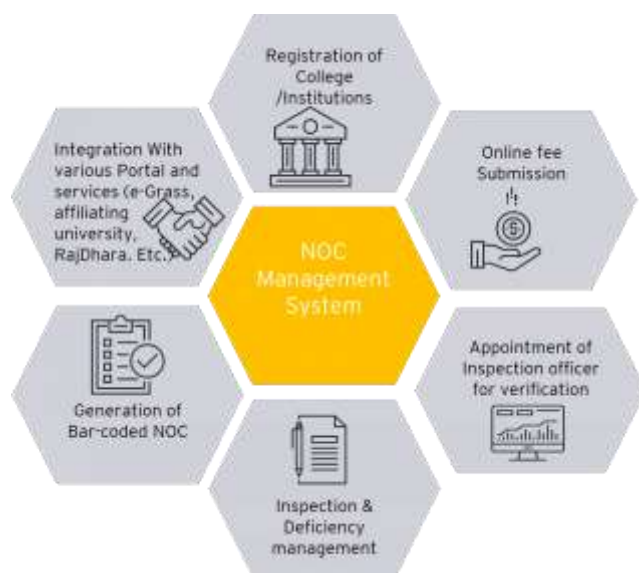 Registration of
College
/Institutions
Online fee
Submission
Appointment of
Inspection officer
for verification
Inspection &
Deficiency
management
Generation of
Bar-coded NOC
Integration With
various Portal and
services (e-Grass,
affiliating
university,
RajDhara. Etc.)
NOC
Management
System